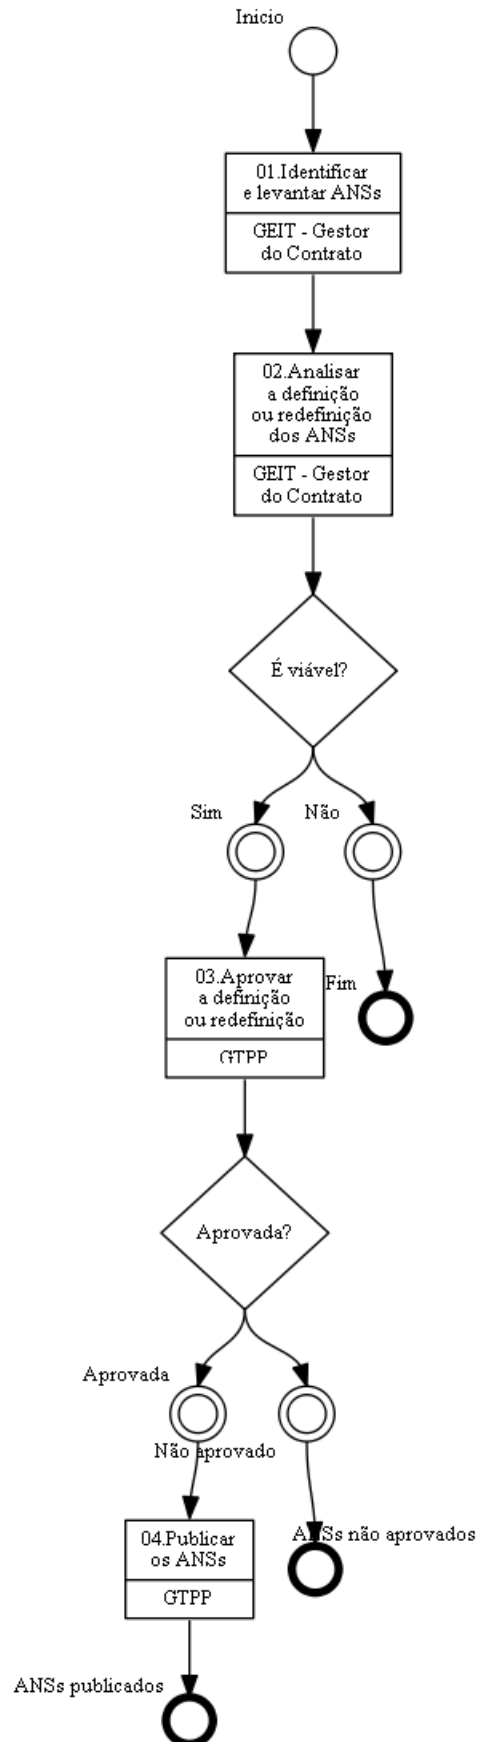 Inicio
01.Identificar
e levantar ANSs
GEIT - Gestor
do Contrato
02.Analisar
a definição
ou redefinição
dos ANSs
GEIT - Gestor
do Contrato
É viável?
Sim
Não
03.Aprovar
a definição
ou redefinição
GTPP
Fim
Aprovada?
Aprovada
Não aprovado
04.Publicar
os ANSs
GTPP
ANSs não aprovados
ANSs publicados